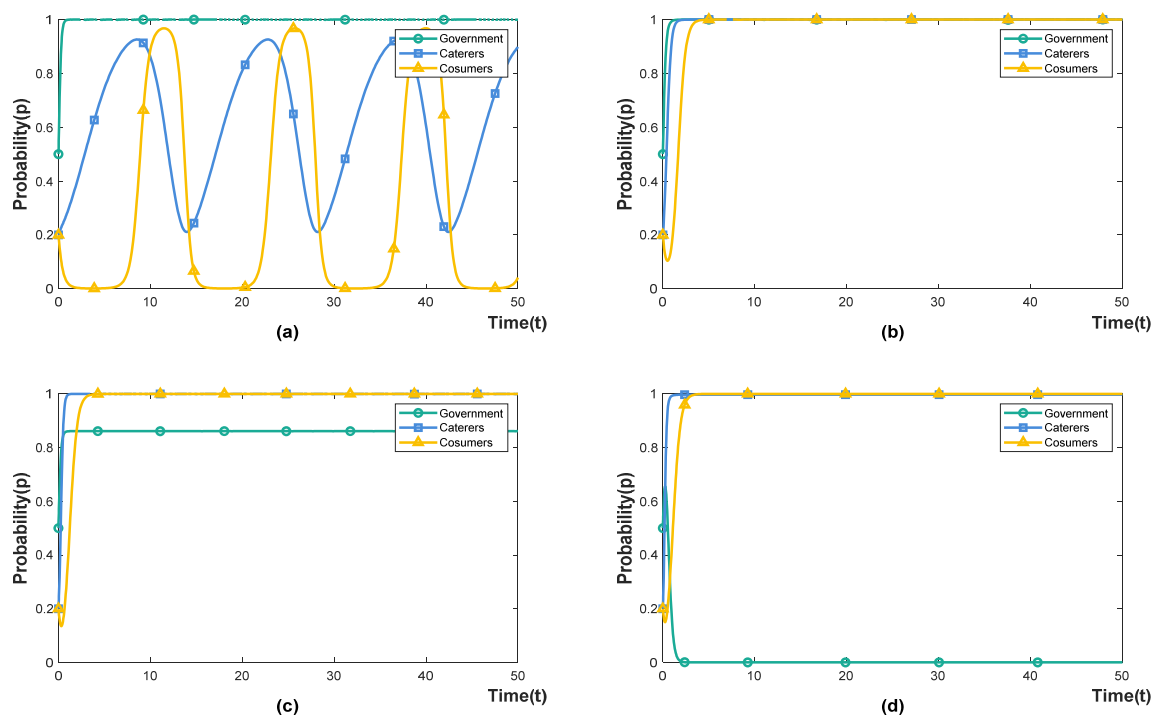 Probability(p)
1
0.8
0.6
0.4
0.2
0
0 10 20 30 40 50
Time(t)
Government
Caterers
Cosumers
(a)
Probability(p)
1
0.8
0.6
0.4
0.2
0
0 10 20 30 40 50
Time(t)
Government
Caterers
Cosumers
(b)
Probability(p)
1
0.8
0.6
0.4
0.2
0
0 10 20 30 40 50
Time(t)
Government
Caterers
Cosumers
(c)
Probability(p)
1
0.8
0.6
0.4
0.2
0
0 10 20 30 40 50
Time(t)
Government
Caterers
Cosumers
(d)